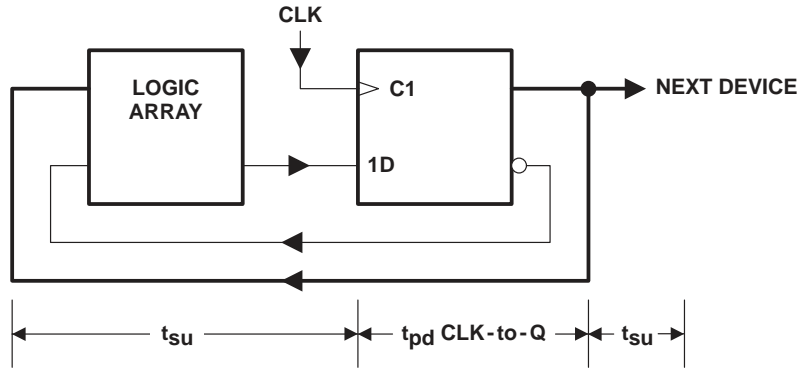 CLK
LOGIC
ARRAY
C1
NEXT DEVICE
1D
tsu
tpd CLK-to-Q
tsu